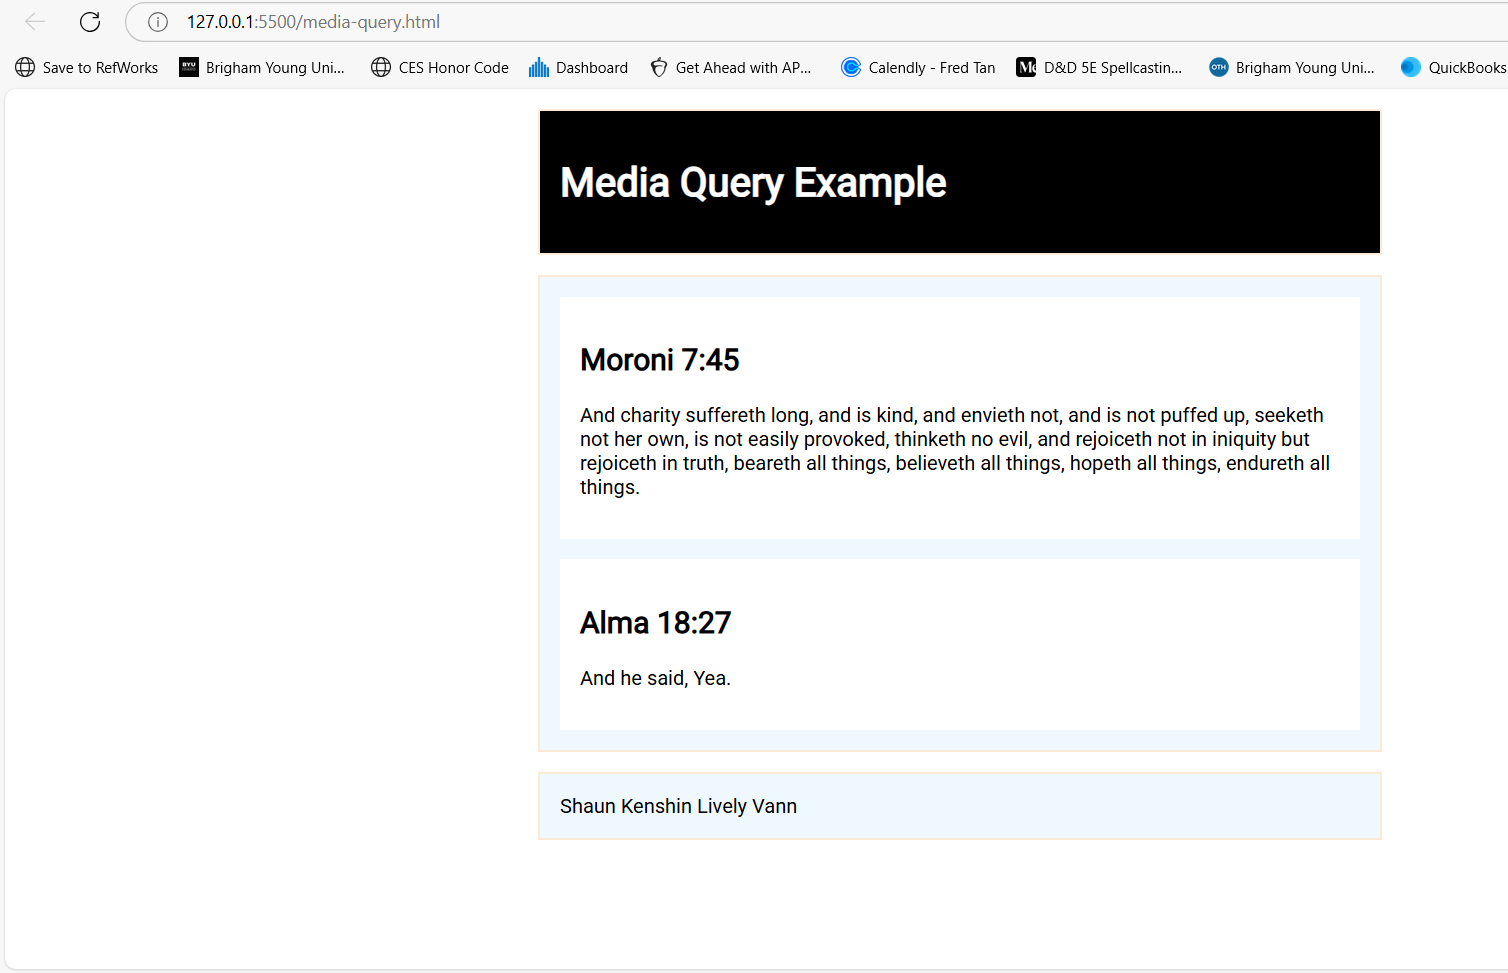 127.0.0.1:5500/media-query.html
Save to RefWorks BYU Brigham Young Uni... CES Honor Code Dashboard Get Ahead with AP... Calendly - Fred Tan D&D 5E Spellcastin... OTH Brigham Young Uni... QuickBooks
Media Query Example
Moroni 7:45
And charity suffereth long, and is kind, and envieth not, and is not puffed up, seeketh
not her own, is not easily provoked, thinketh no evil, and rejoiceth not in iniquity but
rejoiceth in truth, beareth all things, believeth all things, hopeth all things, endureth all
things.
Alma 18:27
And he said, Yea.
Shaun Kenshin Lively Vann